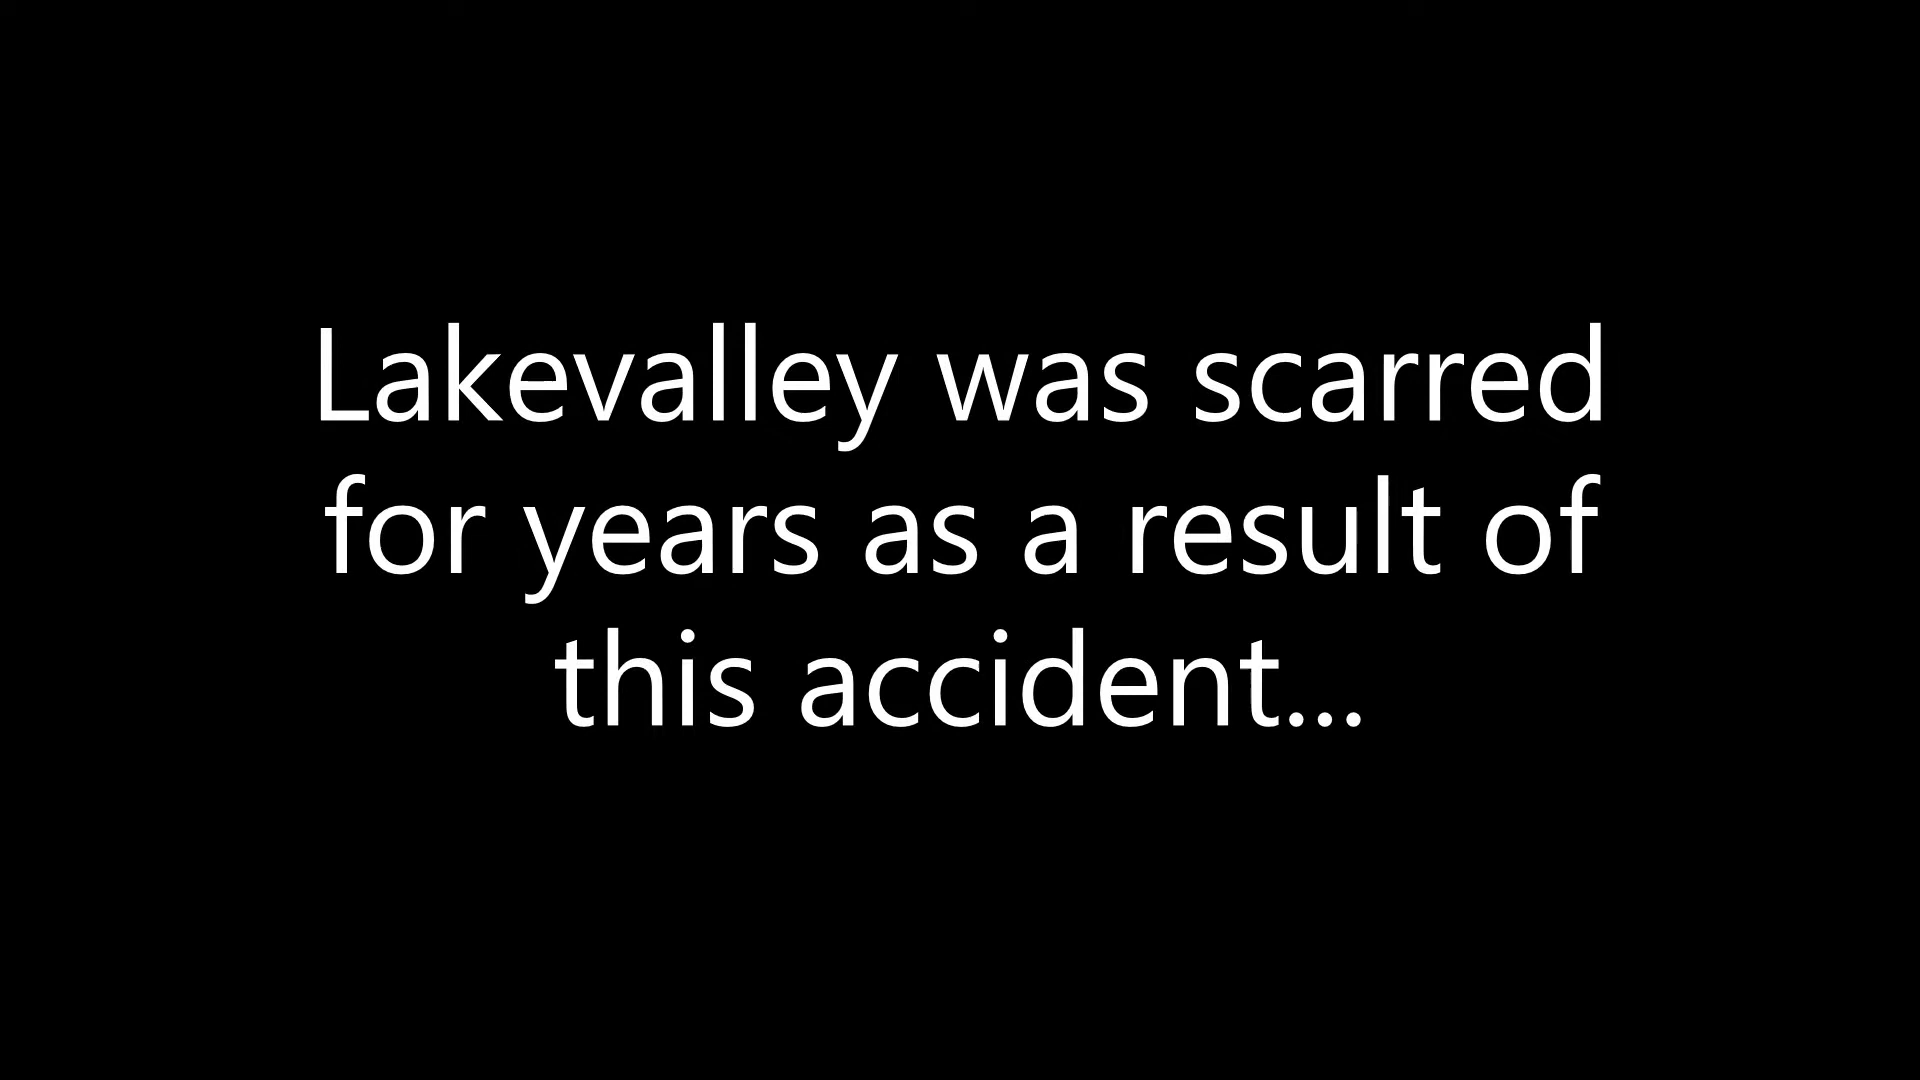 Lakevalley was scarred
for years as a result of
this accident...